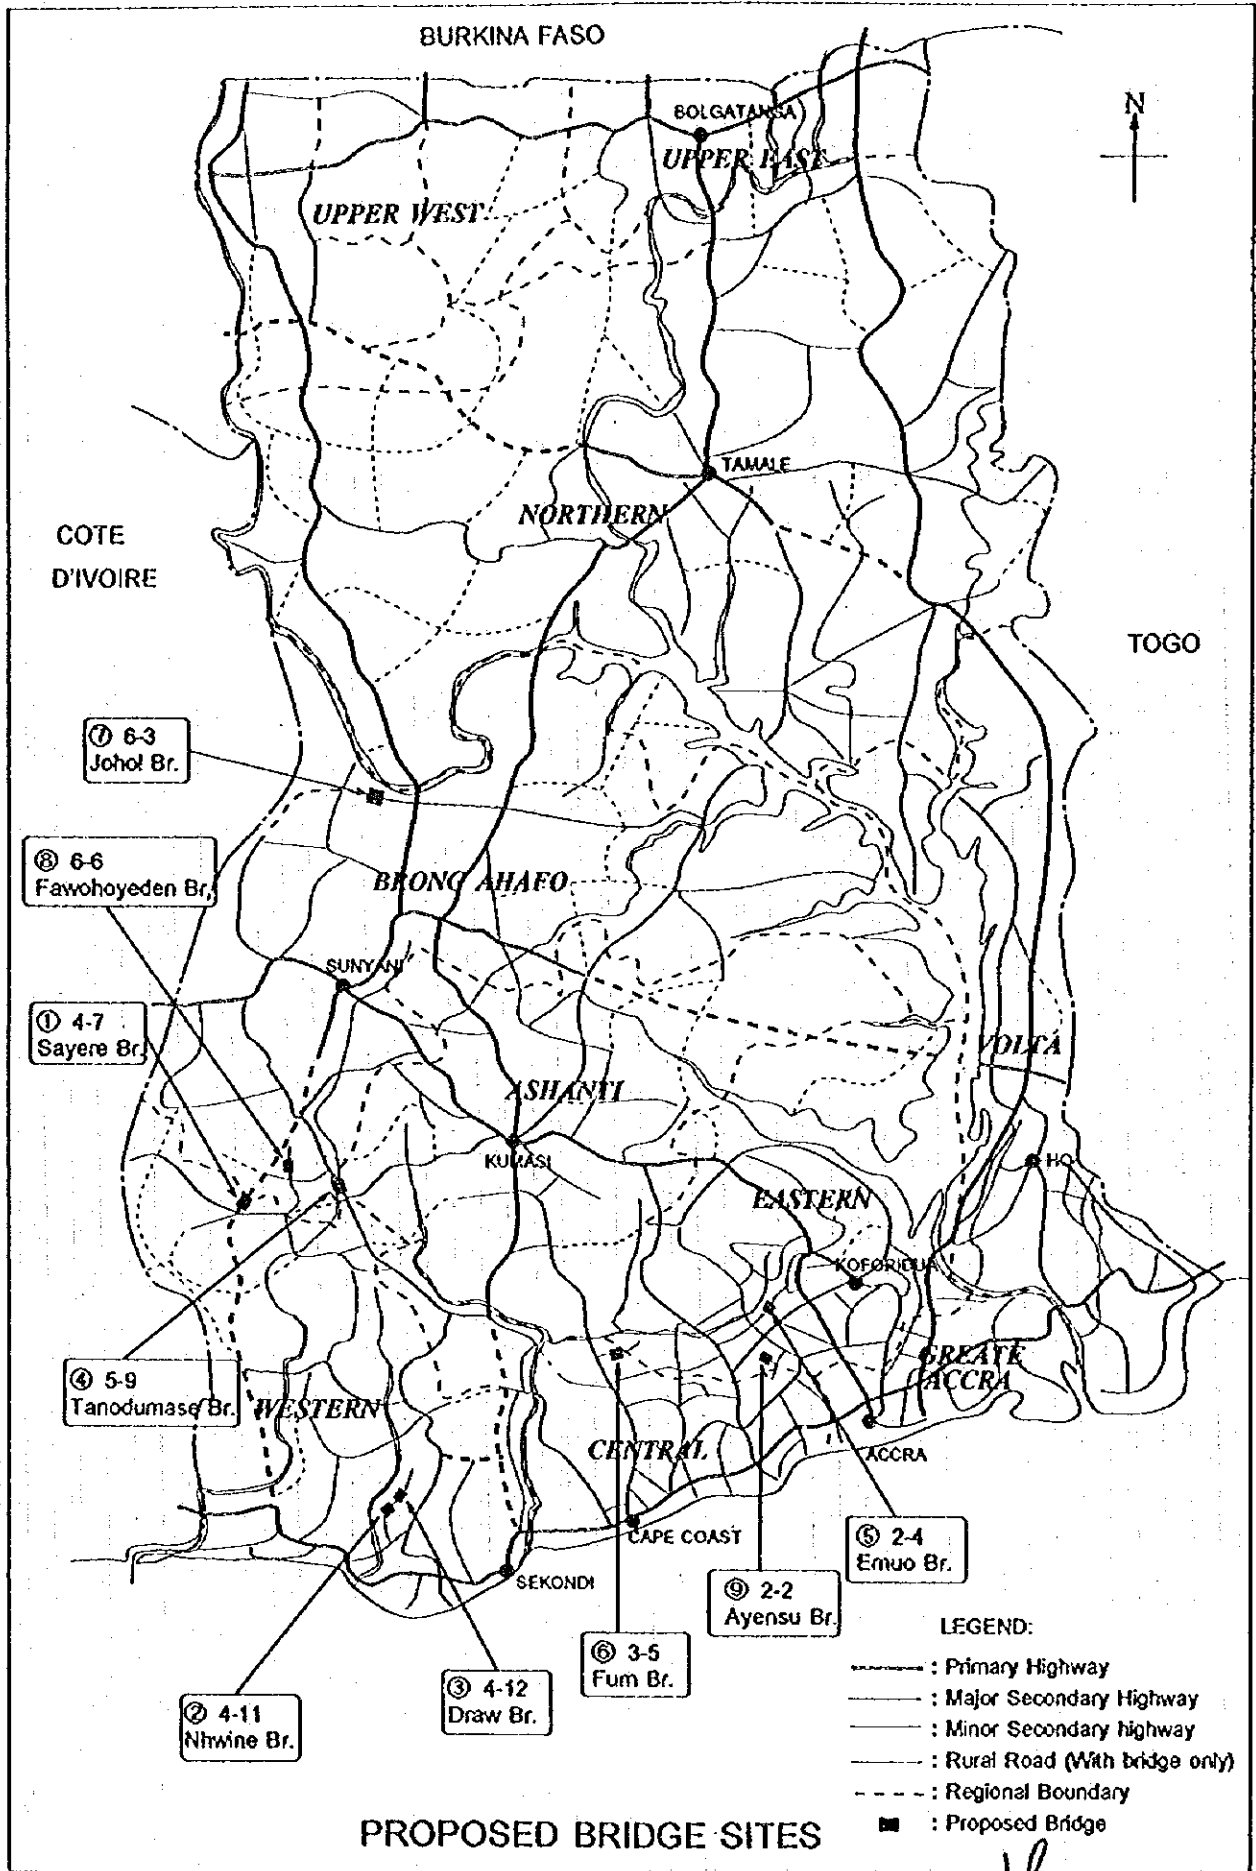 BURKINA FASO
N
BOLGATANGA
UPPER EAST
UPPER WEST
TAMALE
NORTHERN
COTE
D'IVOIRE
TOGO
⑦ 6-3
Johol Br.
⑧ 6-6
Fawohoyeden Br.
BRONG AHAFO
SUNYANI
① 4-7
Sayere Br.
VOLTA
ASHANTI
KUMASI
HO
EASTERN
KOFORIDUA
④ 5-9
Tanodumase Br.
GREATE
ACCRA
WESTERN
CENTRAL
ACCRA
CAPE COAST
SEKONDI
⑤ 2-4
Emuo Br.
⑨ 2-2
Ayensu Br.
⑥ 3-5
Fum Br.
③ 4-12
Draw Br.
② 4-11
Nhwine Br.
LEGEND:
: Primary Highway
: Major Secondary Highway
: Minor Secondary highway
: Rural Road (With bridge only)
: Regional Boundary
: Proposed Bridge
PROPOSED BRIDGE SITES